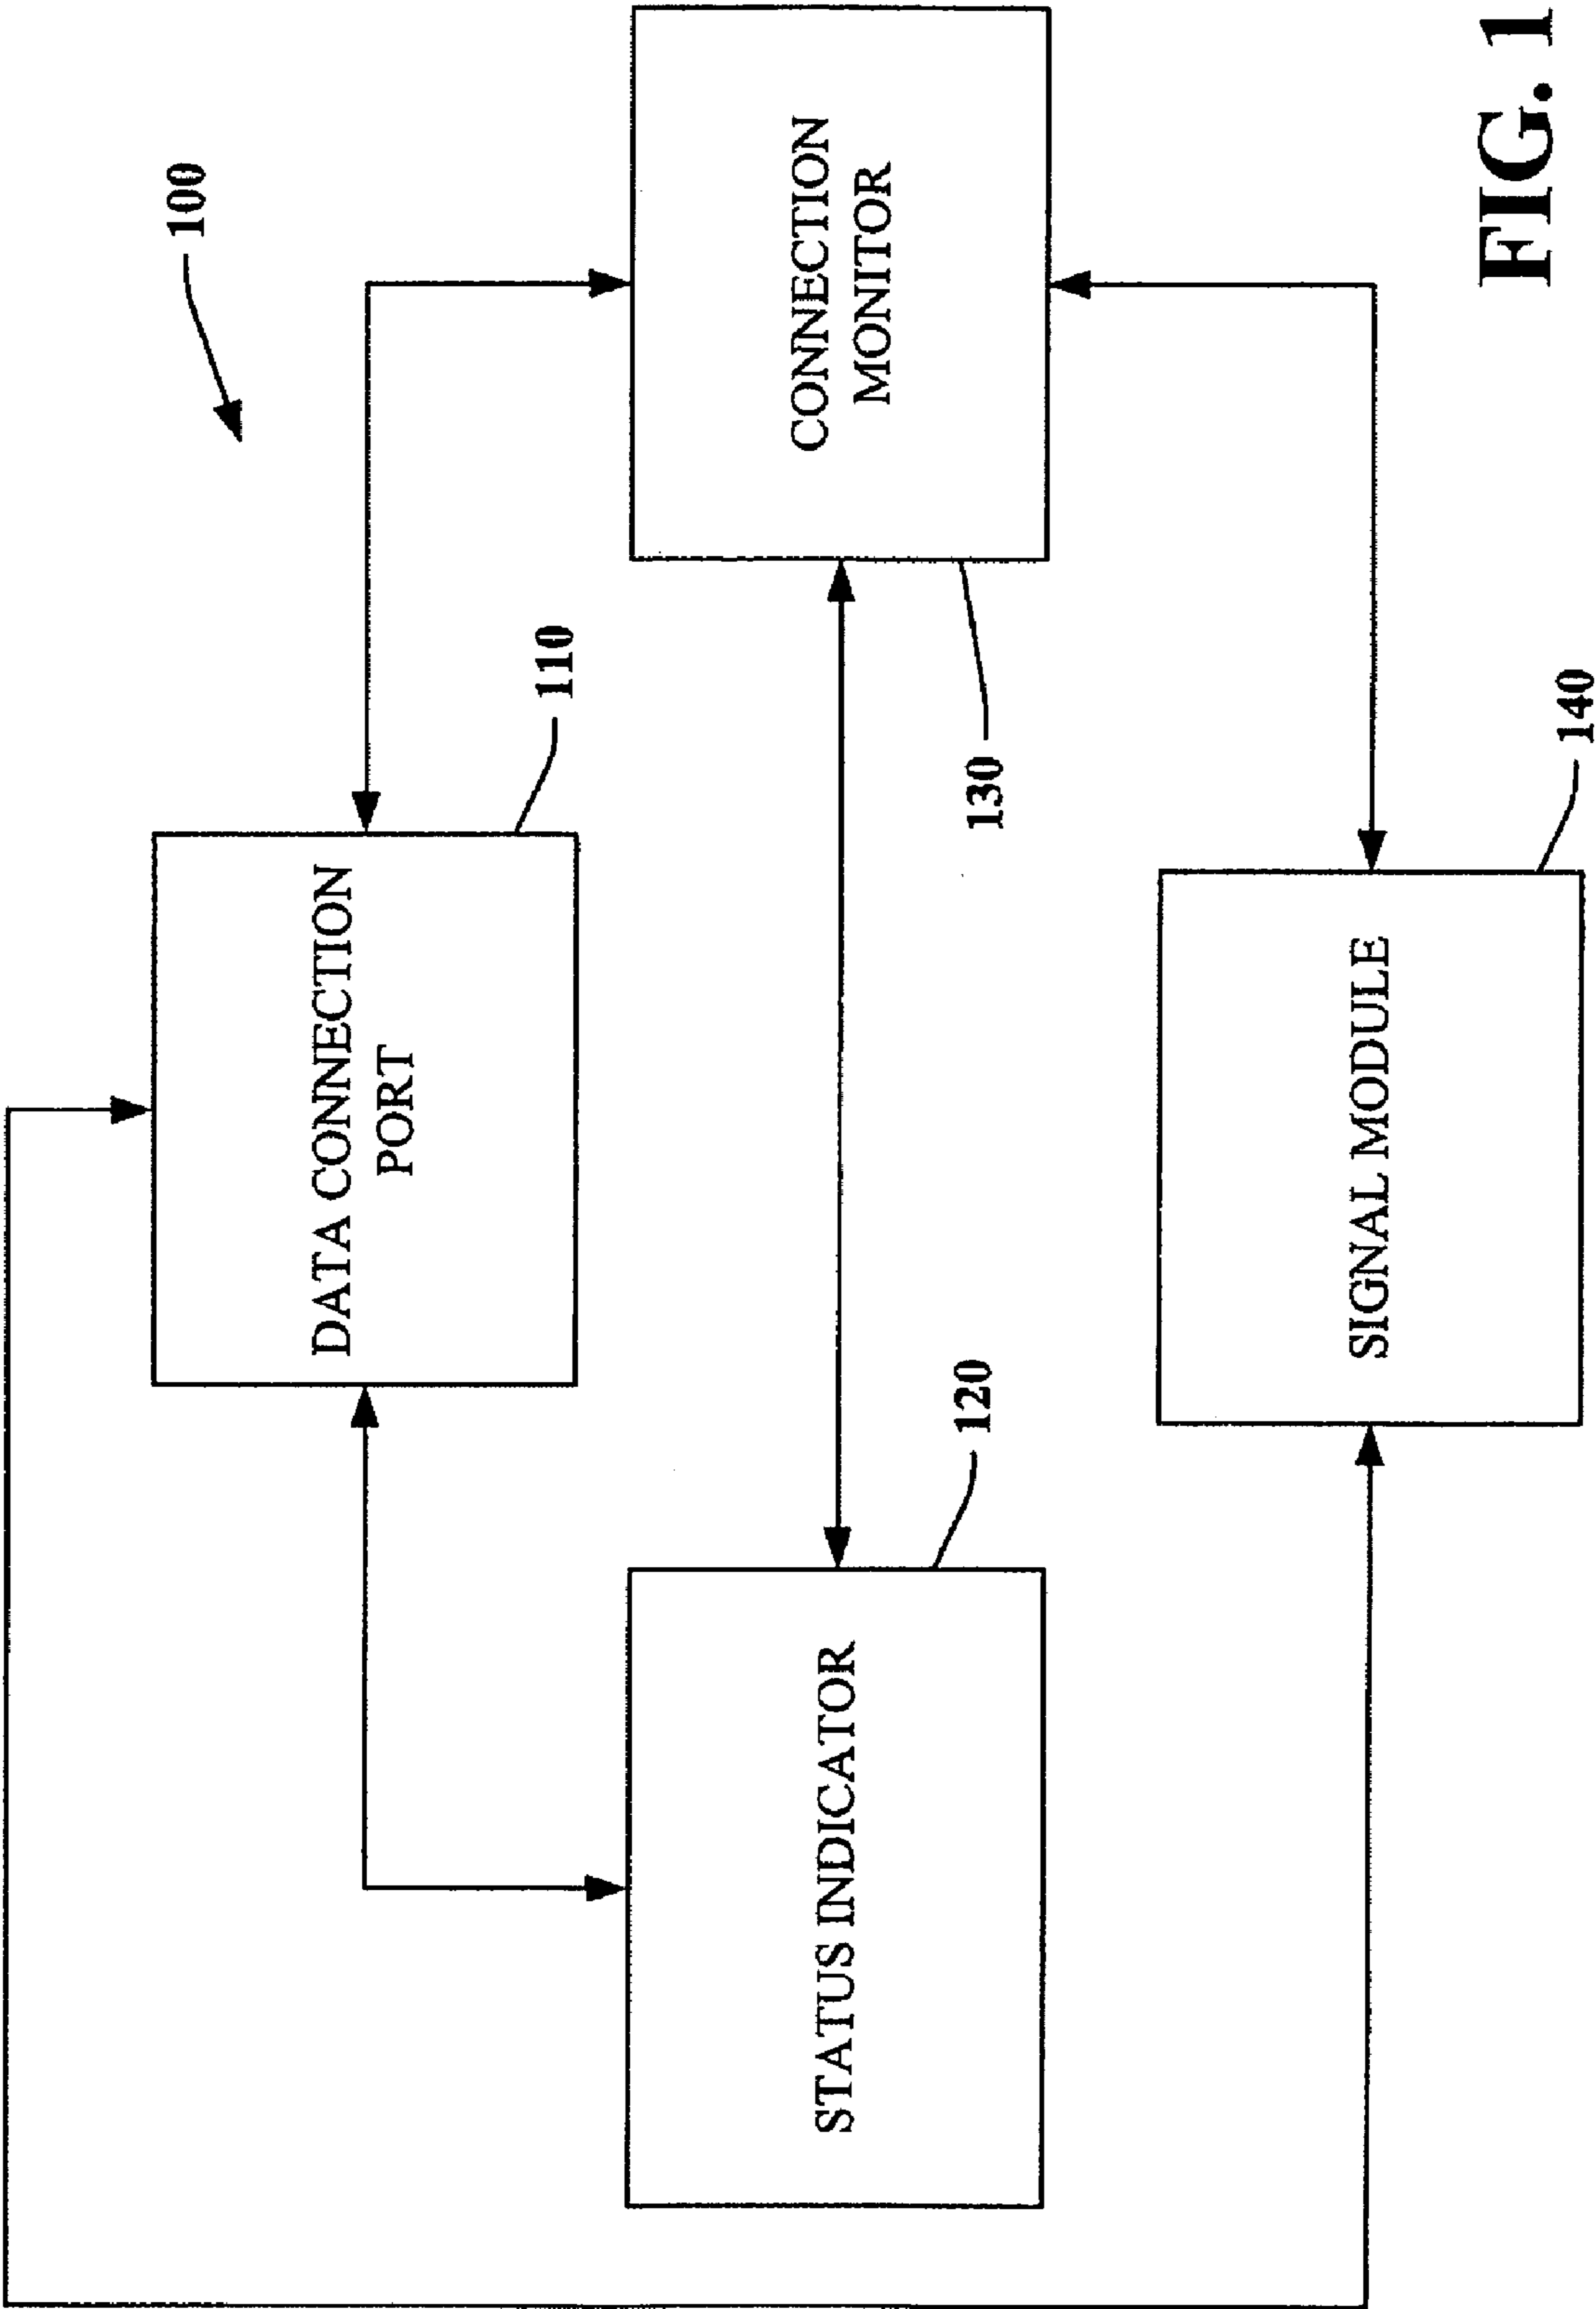 100
DATA CONNECTION
PORT
110
STATUS INDICATOR
120
CONNECTION
MONITOR
130
SIGNAL MODULE
140
FIG. 1